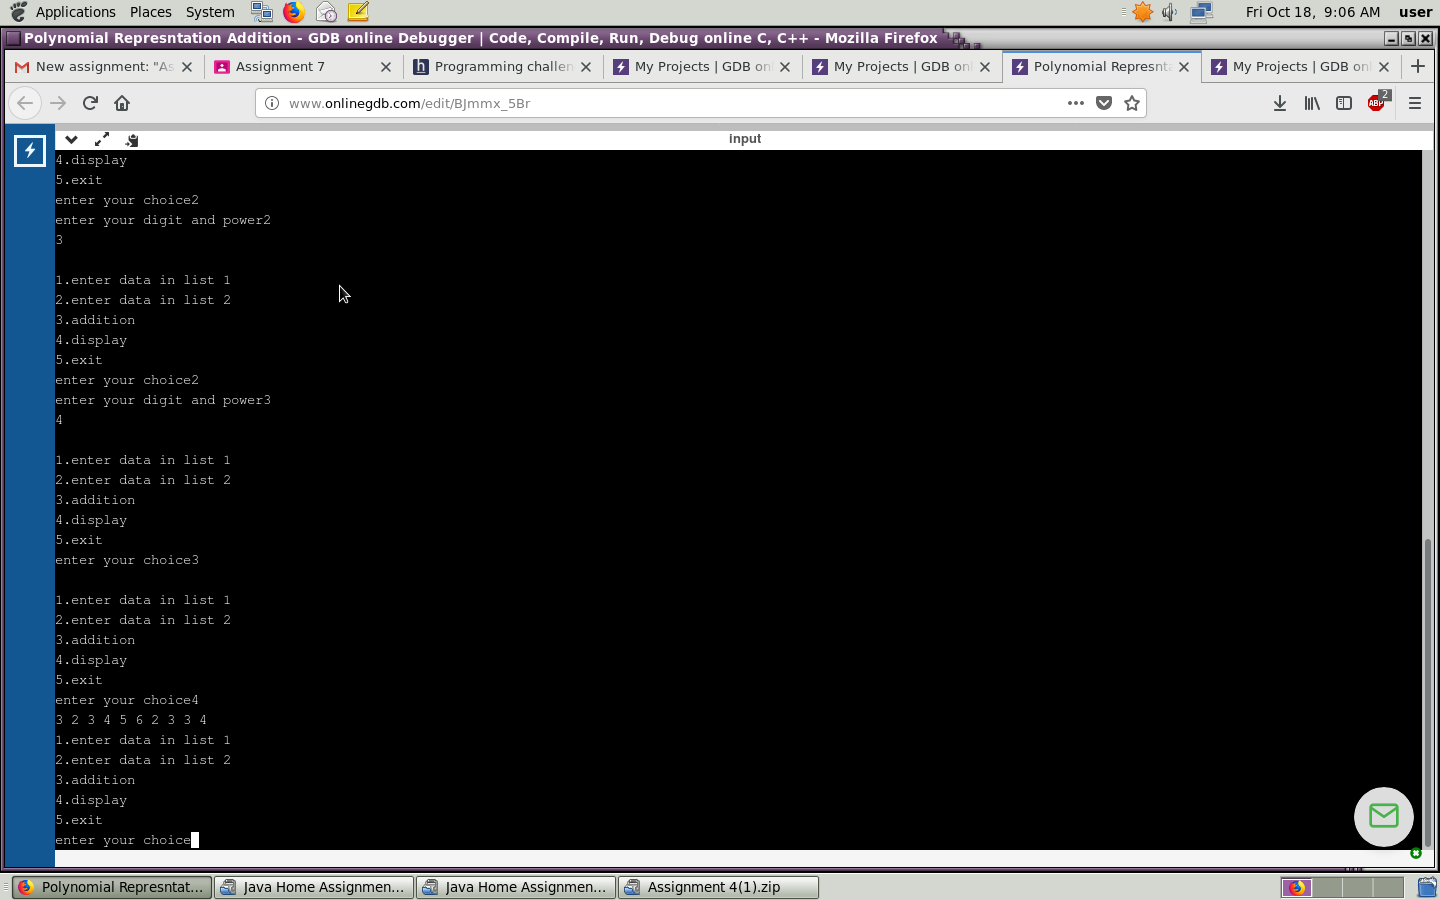 Applications Places System Fri Oct 18, 9:06 AM user
Polynomial Represntation Addition - GDB online Debugger | Code, Compile, Run, Debug online C, C++ - Mozilla Firefox
New assignment: "As Assignment 7 Programming challen My Projects | GDB onl My Projects | GDB onl Polynomial Represnta My Projects | GDB onl
www.onlinegdb.com/edit/BJmmx_5Br ABP 2
input
4.display
5.exit
enter your choice2
enter your digit and power2
3
1.enter data in list 1
2.enter data in list 2
3.addition
4.display
5.exit
enter your choice2
enter your digit and power3
4
1.enter data in list 1
2.enter data in list 2
3.addition
4.display
5.exit
enter your choice3
1.enter data in list 1
2.enter data in list 2
3.addition
4.display
5.exit
enter your choice4
3 2 3 4 5 6 2 3 3 4
1.enter data in list 1
2.enter data in list 2
3.addition
4.display
5.exit
enter your choice
Polynomial Represntat... Java Home Assignmen... Java Home Assignmen... Assignment 4(1).zip